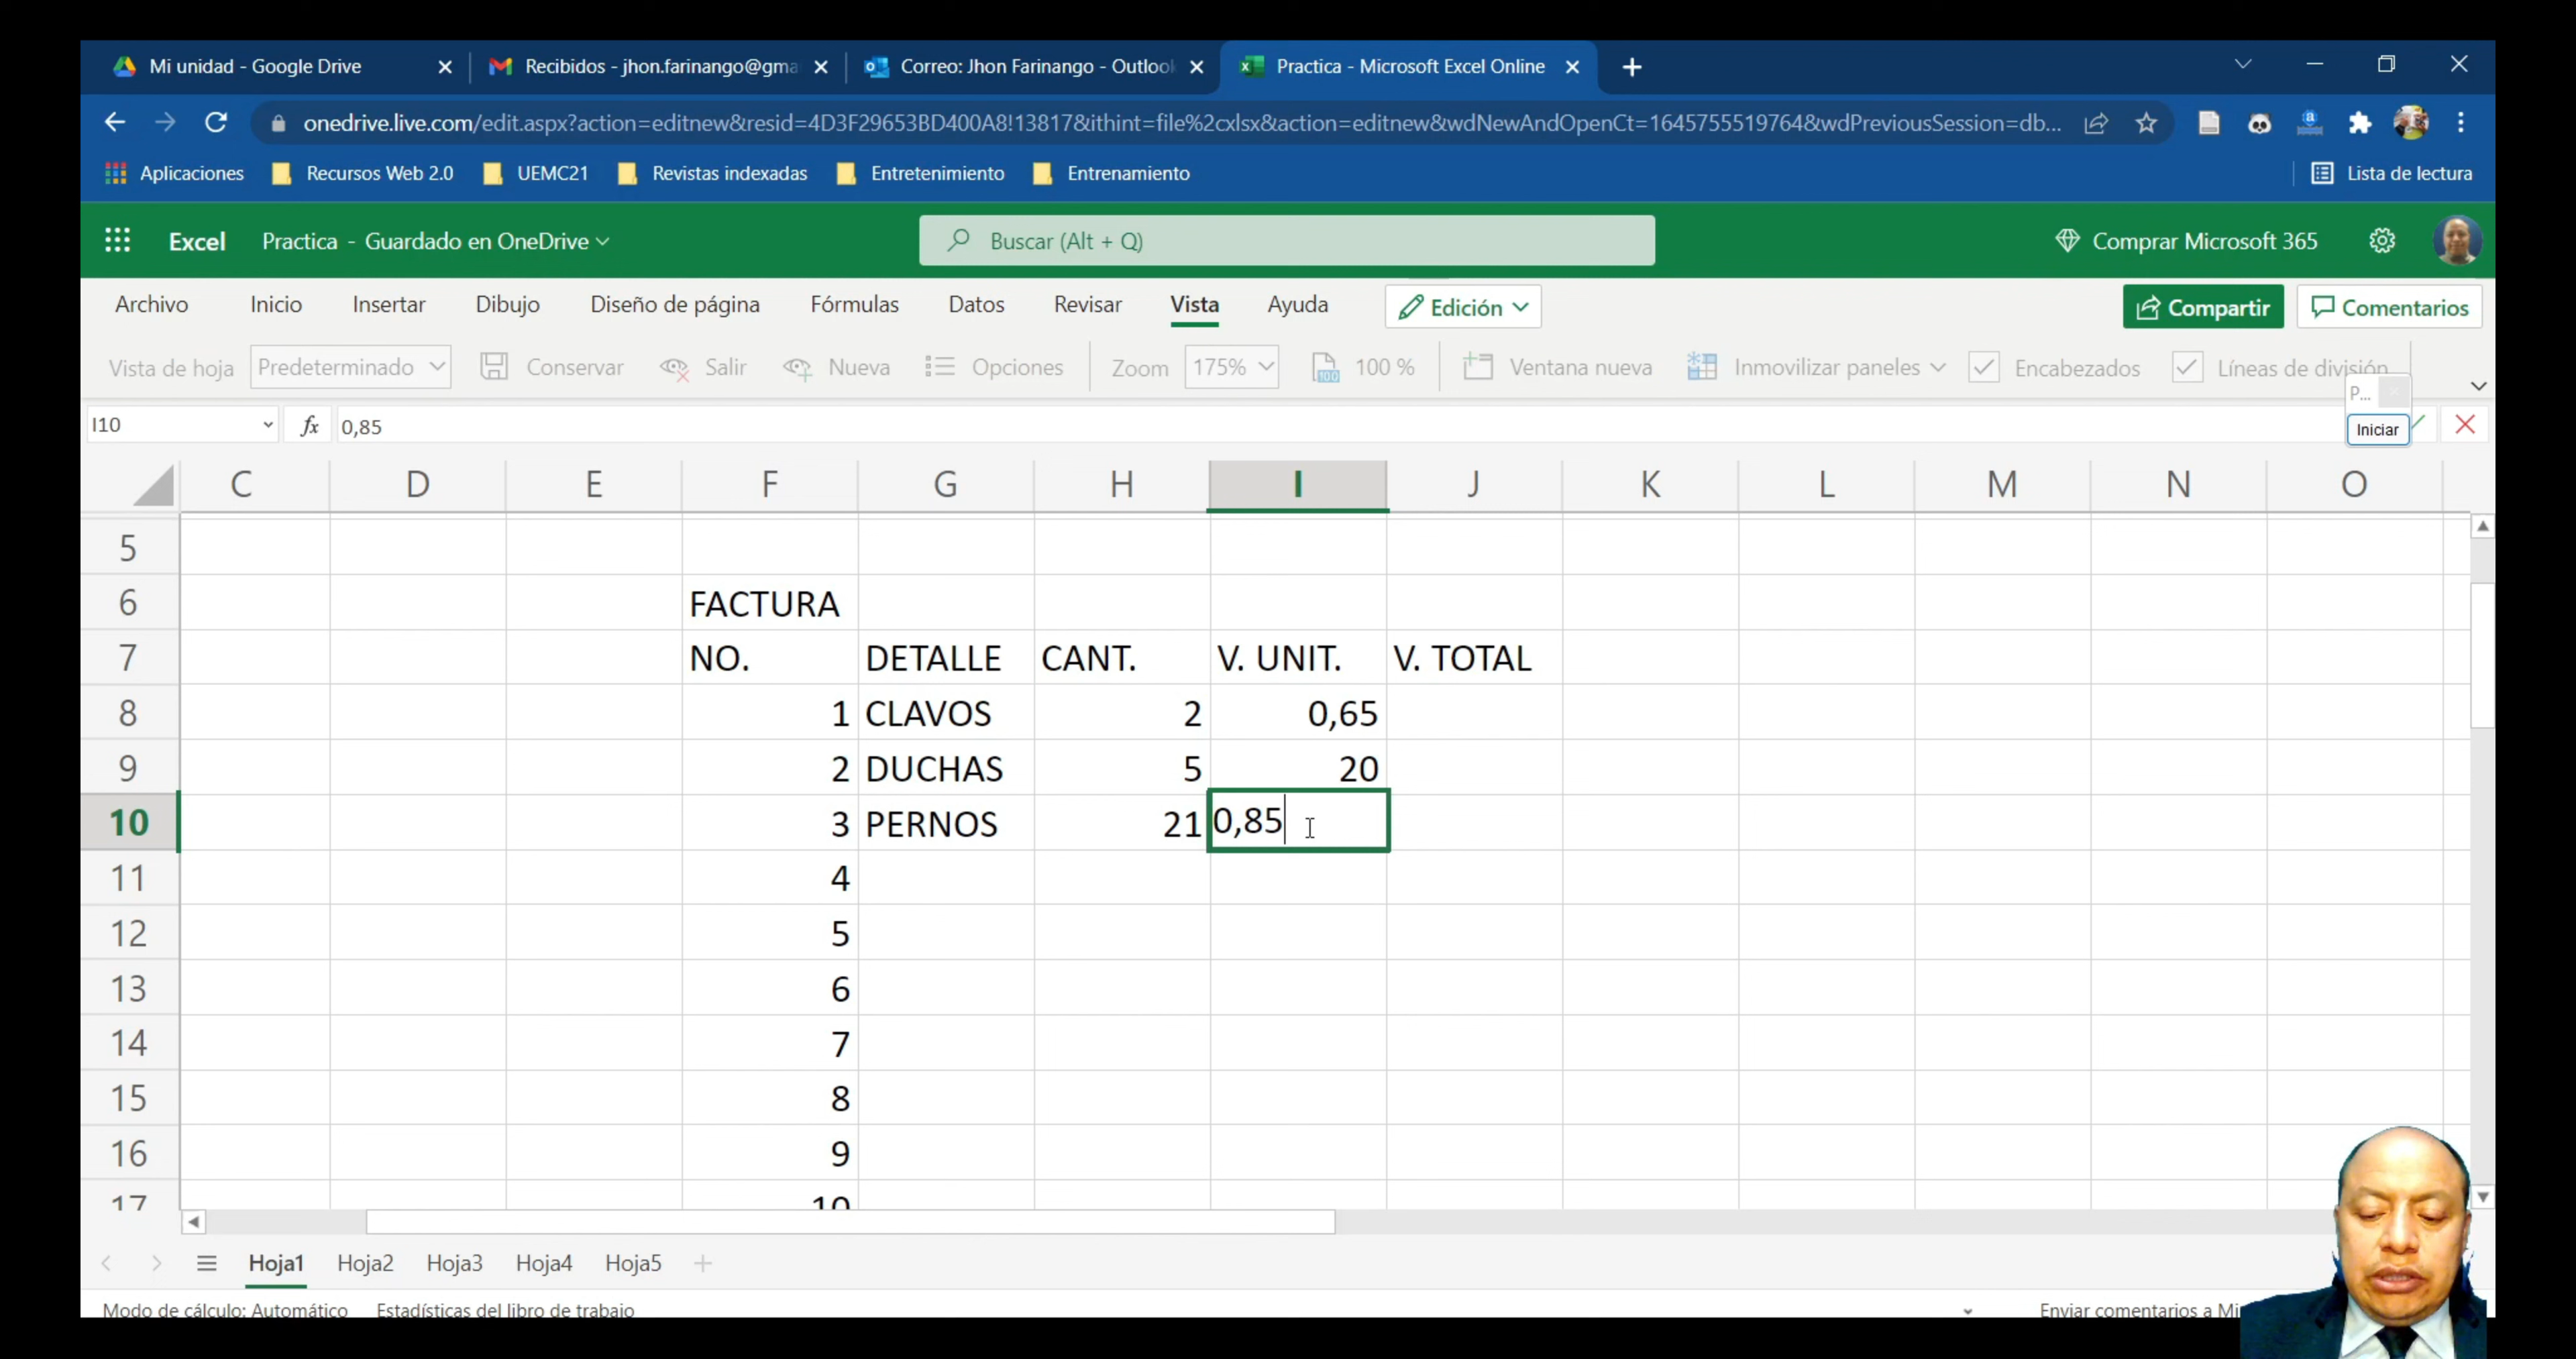 Mi unidad - Google Drive
Recibidos - jhon.farinango@gma
Correo: Jhon Farinango - Outlook
Practica - Microsoft Excel Online
onedrive.live.com/edit.aspx?action=editnew&resid=4D3F29653BD400A8!13817&ithint=file%2cxlsx&action=editnew&wdNewAndOpenCt=1645755519764&wdPreviousSession=db...
Aplicaciones Recursos Web 2.0 UEMC21 Revistas indexadas Entretenimiento Entrenamiento Lista de lectura
Excel Practica - Guardado en OneDrive Buscar (Alt + Q) Comprar Microsoft 365
Archivo Inicio Insertar Dibujo Diseño de página Fórmulas Datos Revisar Vista Ayuda Edición Compartir Comentarios
Vista de hoja Predeterminado Conservar Salir Nueva Opciones Zoom 175% 100 % Ventana nueva Inmovilizar paneles Encabezados Líneas de división
P...
I10 fx 0,85 Iniciar
C D E F G H I J K L M N O
5
6 FACTURA
7 NO. DETALLE CANT. V. UNIT. V. TOTAL
8 1 CLAVOS 2 0,65
9 2 DUCHAS 5 20
10 3 PERNOS 21 0,85
11 4
12 5
13 6
14 7
15 8
16 9
17 10
Hoja1 Hoja2 Hoja3 Hoja4 Hoja5
Modo de cálculo: Automático Estadísticas del libro de trabajo Enviar comentarios a